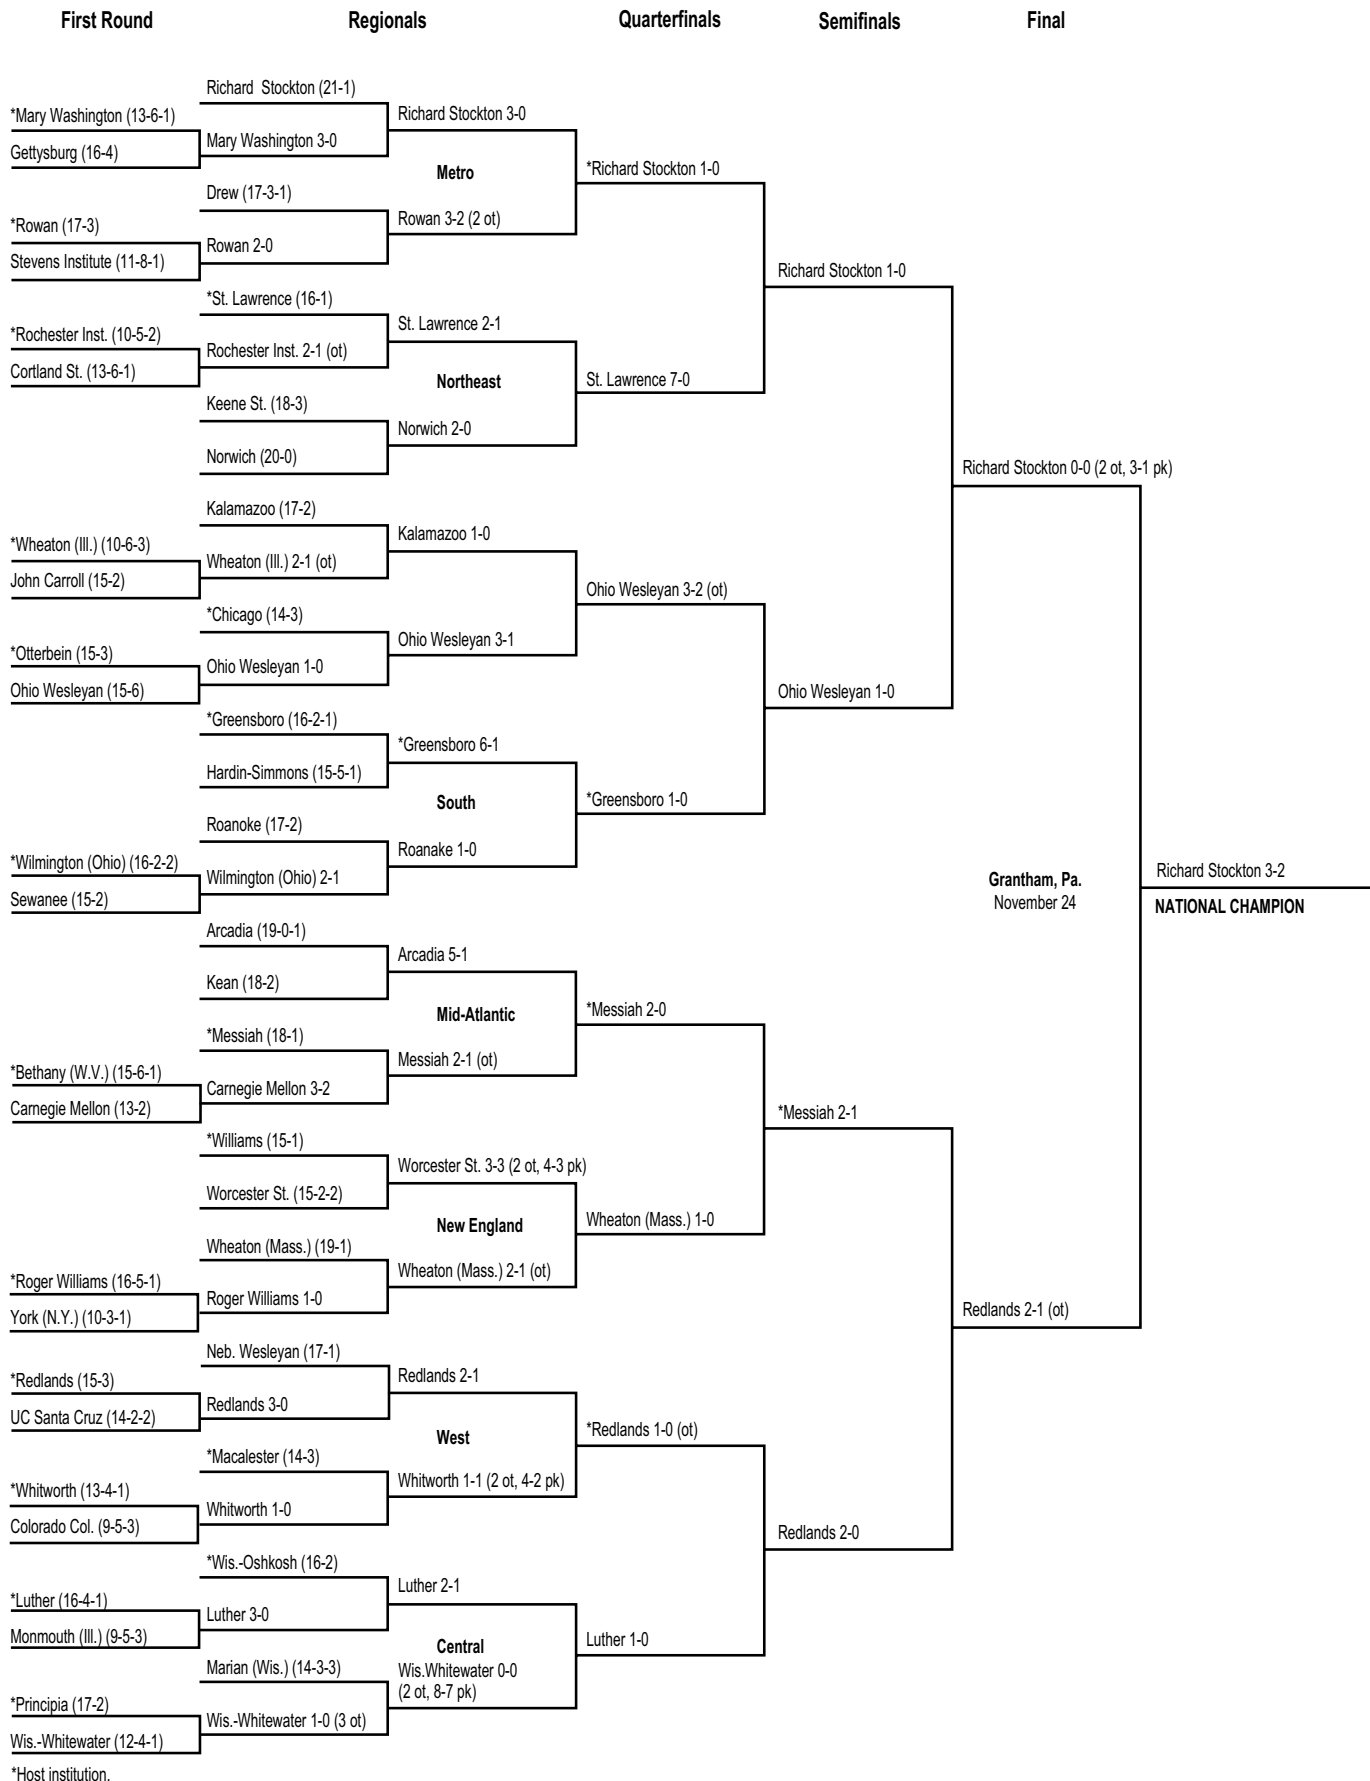 First Round
Regionals
Quarterfinals
Semifinals
Final
Richard  Stockton (21-1)
*Mary Washington (13-6-1)
Richard Stockton 3-0
Mary Washington 3-0
Gettysburg (16-4)
Metro
*Richard Stockton 1-0
Drew (17-3-1)
*Rowan (17-3)
Rowan 3-2 (2 ot)
Rowan 2-0
Stevens Institute (11-8-1)
Richard Stockton 1-0
*St. Lawrence (16-1)
*Rochester Inst. (10-5-2)
St. Lawrence 2-1
Rochester Inst. 2-1 (ot)
Cortland St. (13-6-1)
Northeast
St. Lawrence 7-0
Keene St. (18-3)
Norwich 2-0
Norwich (20-0)
Richard Stockton 0-0 (2 ot, 3-1 pk)
Kalamazoo (17-2)
*Wheaton (Ill.) (10-6-3)
Kalamazoo 1-0
Wheaton (Ill.) 2-1 (ot)
John Carroll (15-2)
Ohio Wesleyan 3-2 (ot)
*Chicago (14-3)
*Otterbein (15-3)
Ohio Wesleyan 3-1
Ohio Wesleyan 1-0
Ohio Wesleyan (15-6)
Ohio Wesleyan 1-0
*Greensboro (16-2-1)
*Greensboro 6-1
Hardin-Simmons (15-5-1)
South
*Greensboro 1-0
Roanoke (17-2)
Roanake 1-0
*Wilmington (Ohio) (16-2-2)
Wilmington (Ohio) 2-1
Sewanee (15-2)
Grantham, Pa.
November 24
Richard Stockton 3-2
NATIONAL CHAMPION
Arcadia (19-0-1)
Arcadia 5-1
Kean (18-2)
Mid-Atlantic
*Messiah 2-0
*Messiah (18-1)
Messiah 2-1 (ot)
*Bethany (W.V.) (15-6-1)
Carnegie Mellon 3-2
Carnegie Mellon (13-2)
*Messiah 2-1
*Williams (15-1)
Worcester St. 3-3 (2 ot, 4-3 pk)
Worcester St. (15-2-2)
New England
Wheaton (Mass.) 1-0
Wheaton (Mass.) (19-1)
Wheaton (Mass.) 2-1 (ot)
*Roger Williams (16-5-1)
Roger Williams 1-0
York (N.Y.) (10-3-1)
Redlands 2-1 (ot)
Neb. Wesleyan (17-1)
*Redlands (15-3)
Redlands 2-1
Redlands 3-0
UC Santa Cruz (14-2-2)
West
*Redlands 1-0 (ot)
*Macalester (14-3)
*Whitworth (13-4-1)
Whitworth 1-1 (2 ot, 4-2 pk)
Whitworth 1-0
Colorado Col. (9-5-3)
Redlands 2-0
*Wis.-Oshkosh (16-2)
*Luther (16-4-1)
Luther 2-1
Luther 3-0
Monmouth (Ill.) (9-5-3)
Central
Luther 1-0
Marian (Wis.) (14-3-3)
Wis.Whitewater 0-0
(2 ot, 8-7 pk)
*Principia (17-2)
Wis.-Whitewater 1-0 (3 ot)
Wis.-Whitewater (12-4-1)
*Host institution.